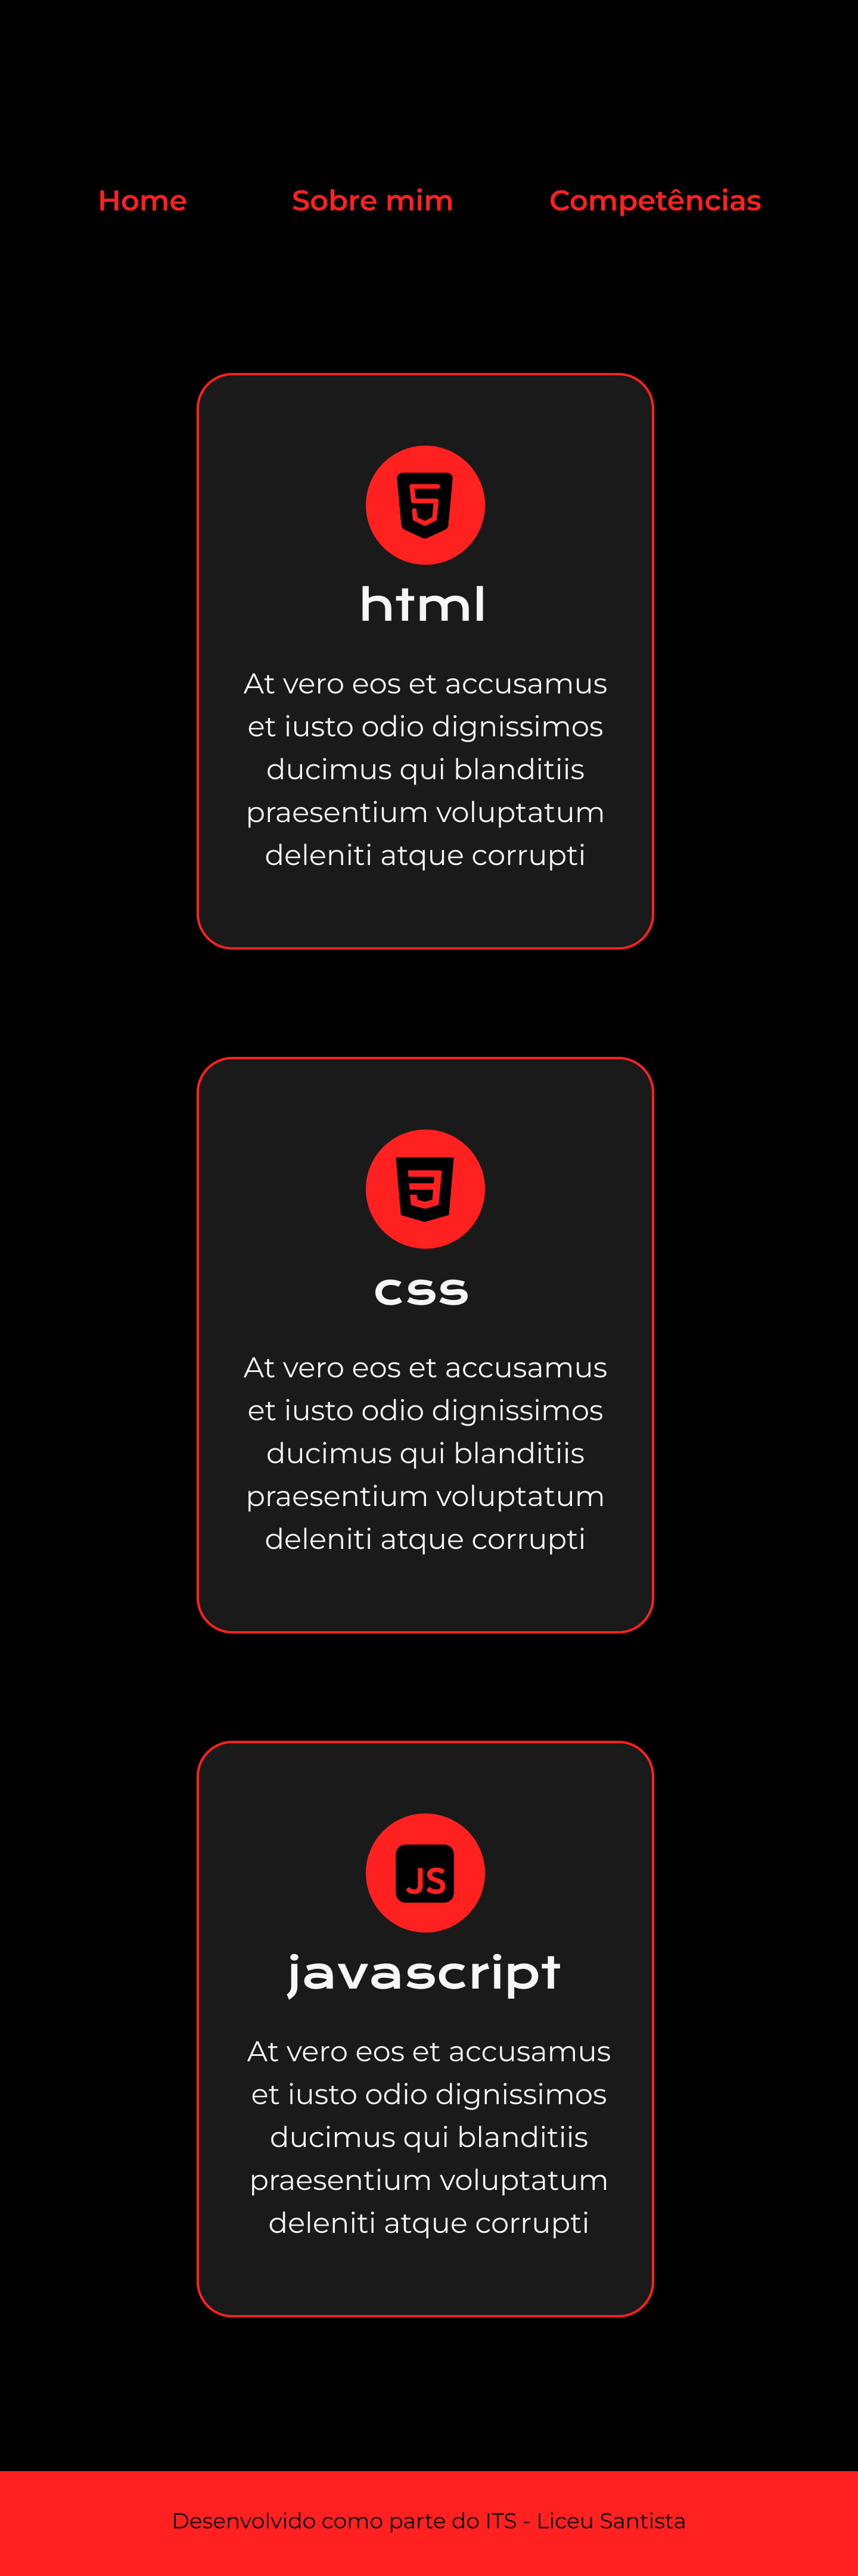 Home Sobre mim Competências
5
html
At vero eos et accusamus
et iusto odio dignissimos
ducimus qui blanditiis
praesentium voluptatum
deleniti atque corrupti
3
css
At vero eos et accusamus
et iusto odio dignissimos
ducimus qui blanditiis
praesentium voluptatum
deleniti atque corrupti
JS
javascript
At vero eos et accusamus
et iusto odio dignissimos
ducimus qui blanditiis
praesentium voluptatum
deleniti atque corrupti
Desenvolvido como parte do ITS - Liceu Santista